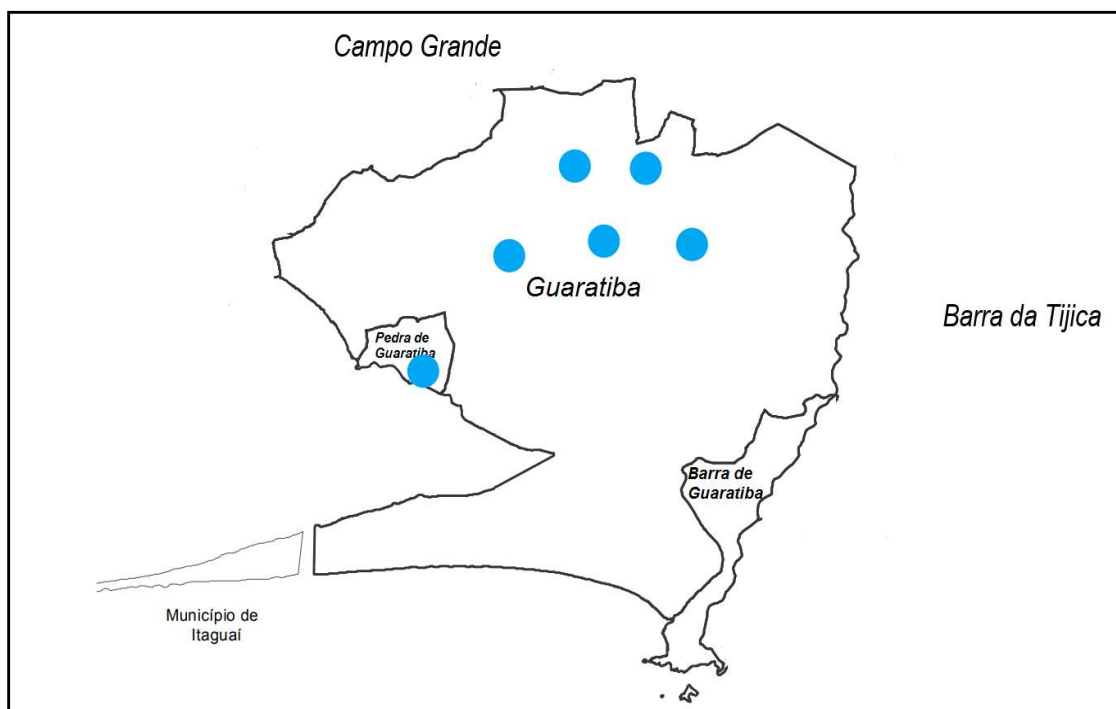 Campo Grande
Guaratiba
Barra da Tijica
Pedra de
Guaratiba
Barra de
Guaratiba
Município de
Itaguaí